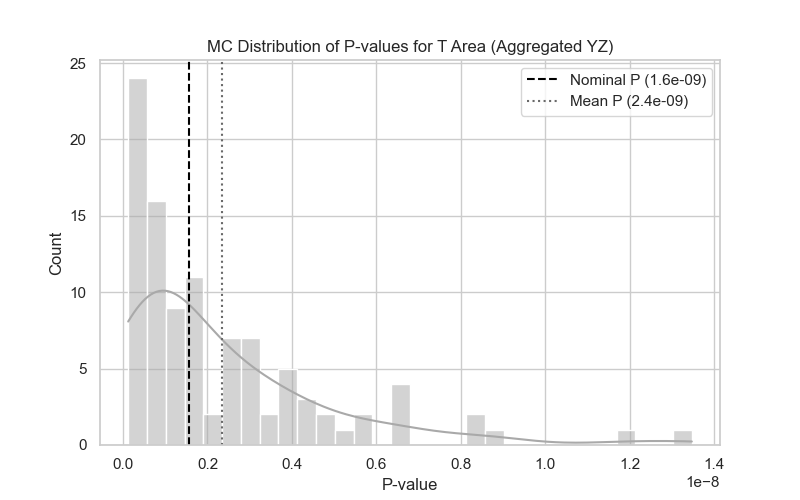 MC Distribution of P-values for T Area (Aggregated YZ)
Nominal P (1.6e-09)
Mean P (2.4e-09)
Count
25
20
15
10
5
0
0.0 0.2 0.4 0.6 0.8 1.0 1.2 1.4
1e−8
P-value